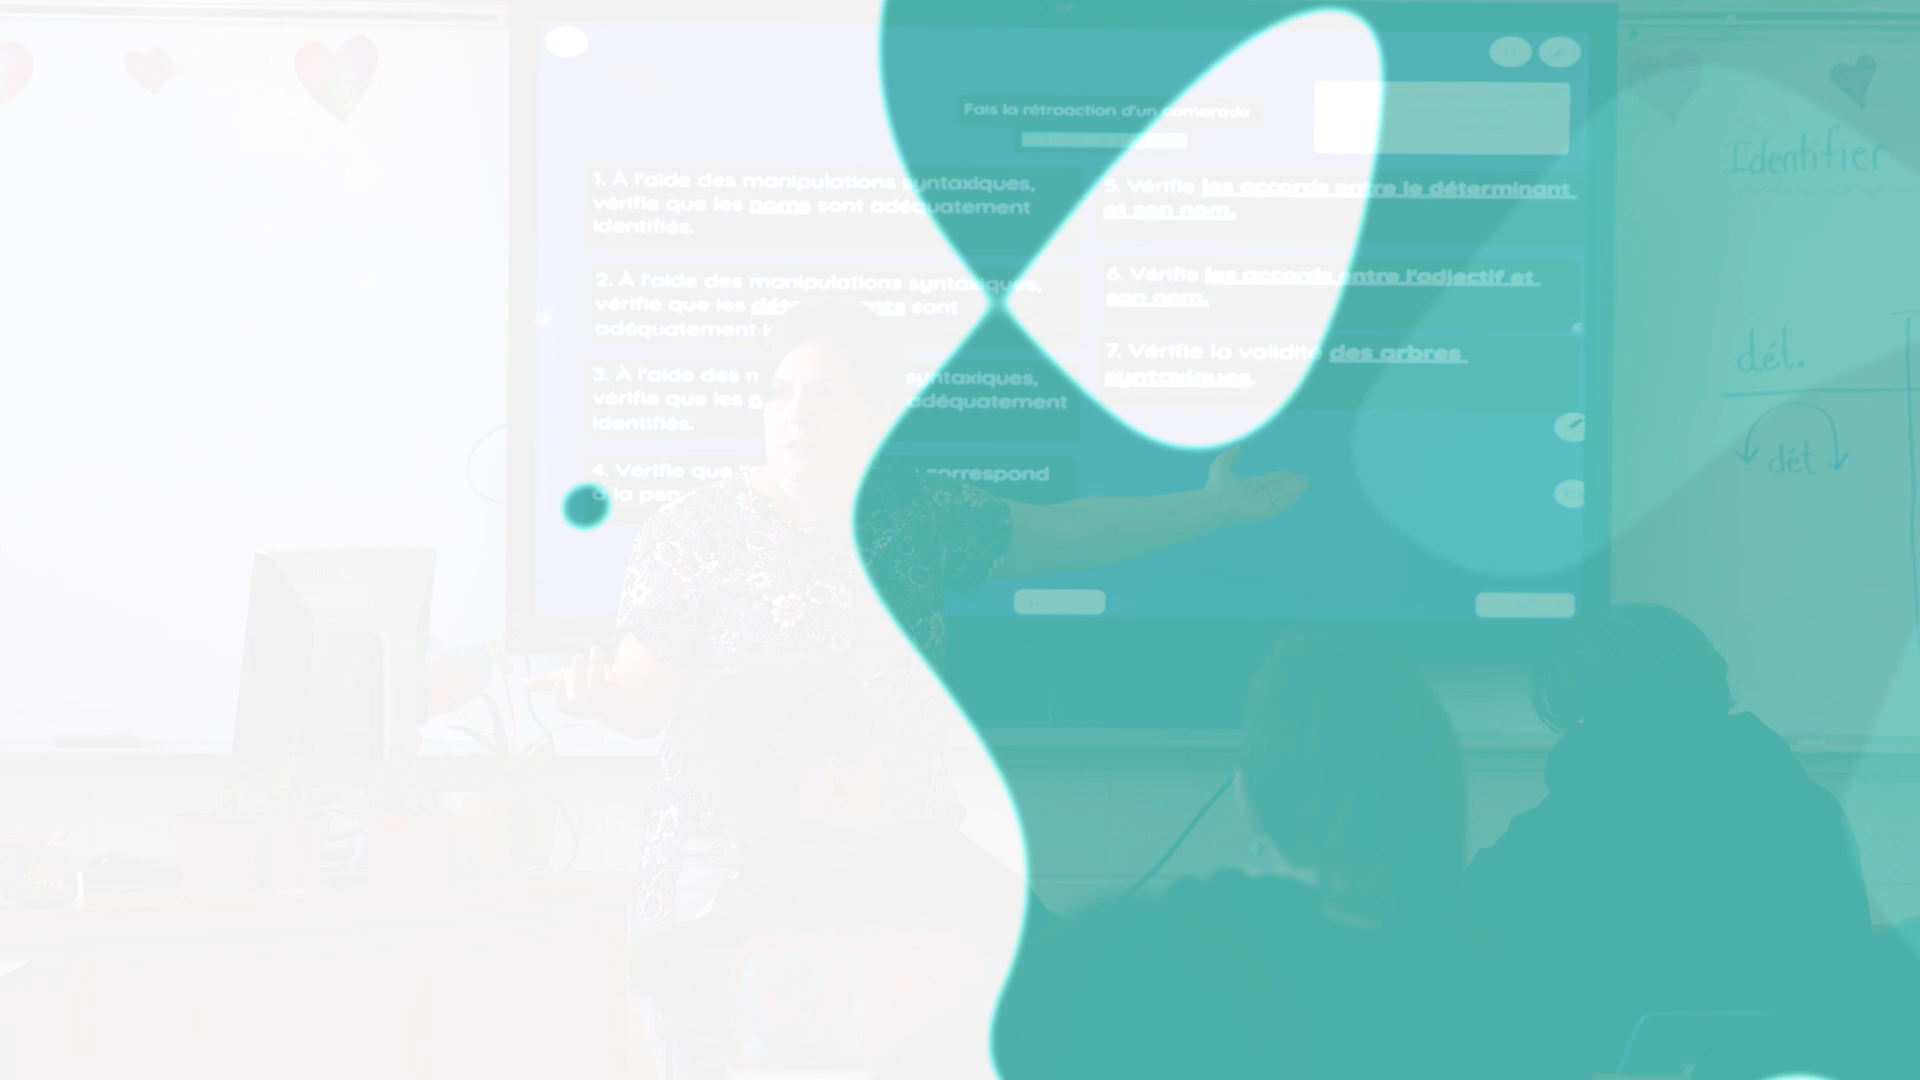 Fais la rétroaction d'un camarade
1. À l'aide des manipulations syntaxiques,
vérifie que les noms sont adéquatement
identifiés.
2. À l'aide des manipulations syntaxiques,
vérifie que les sont
adéquatement
3. À l'aide des syntaxiques,
vérifie que les adéquatement
identifiés.
4. Vérifie que correspond
à la
5. Vérifie les accords entre le déterminant
et son nom.
6. Vérifie les accords entre l'adjectif et
son nom.
7. Vérifie la validité des arbres
syntaxiques.
Identifier
dét.
dét